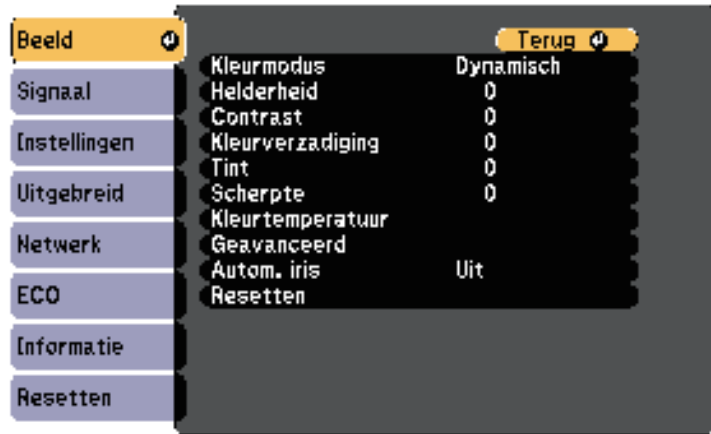 Beeld
Signaal
Instellingen
Uitgebreid
Netwerk
ECO
Informatie
Resetten
Terug
Kleurmodus Dynamisch
Helderheid 0
Contrast 0
Kleurverzadiging 0
Tint 0
Scherpte 0
Kleurtemperatuur
Geavanceerd
Autom. iris Uit
Resetten